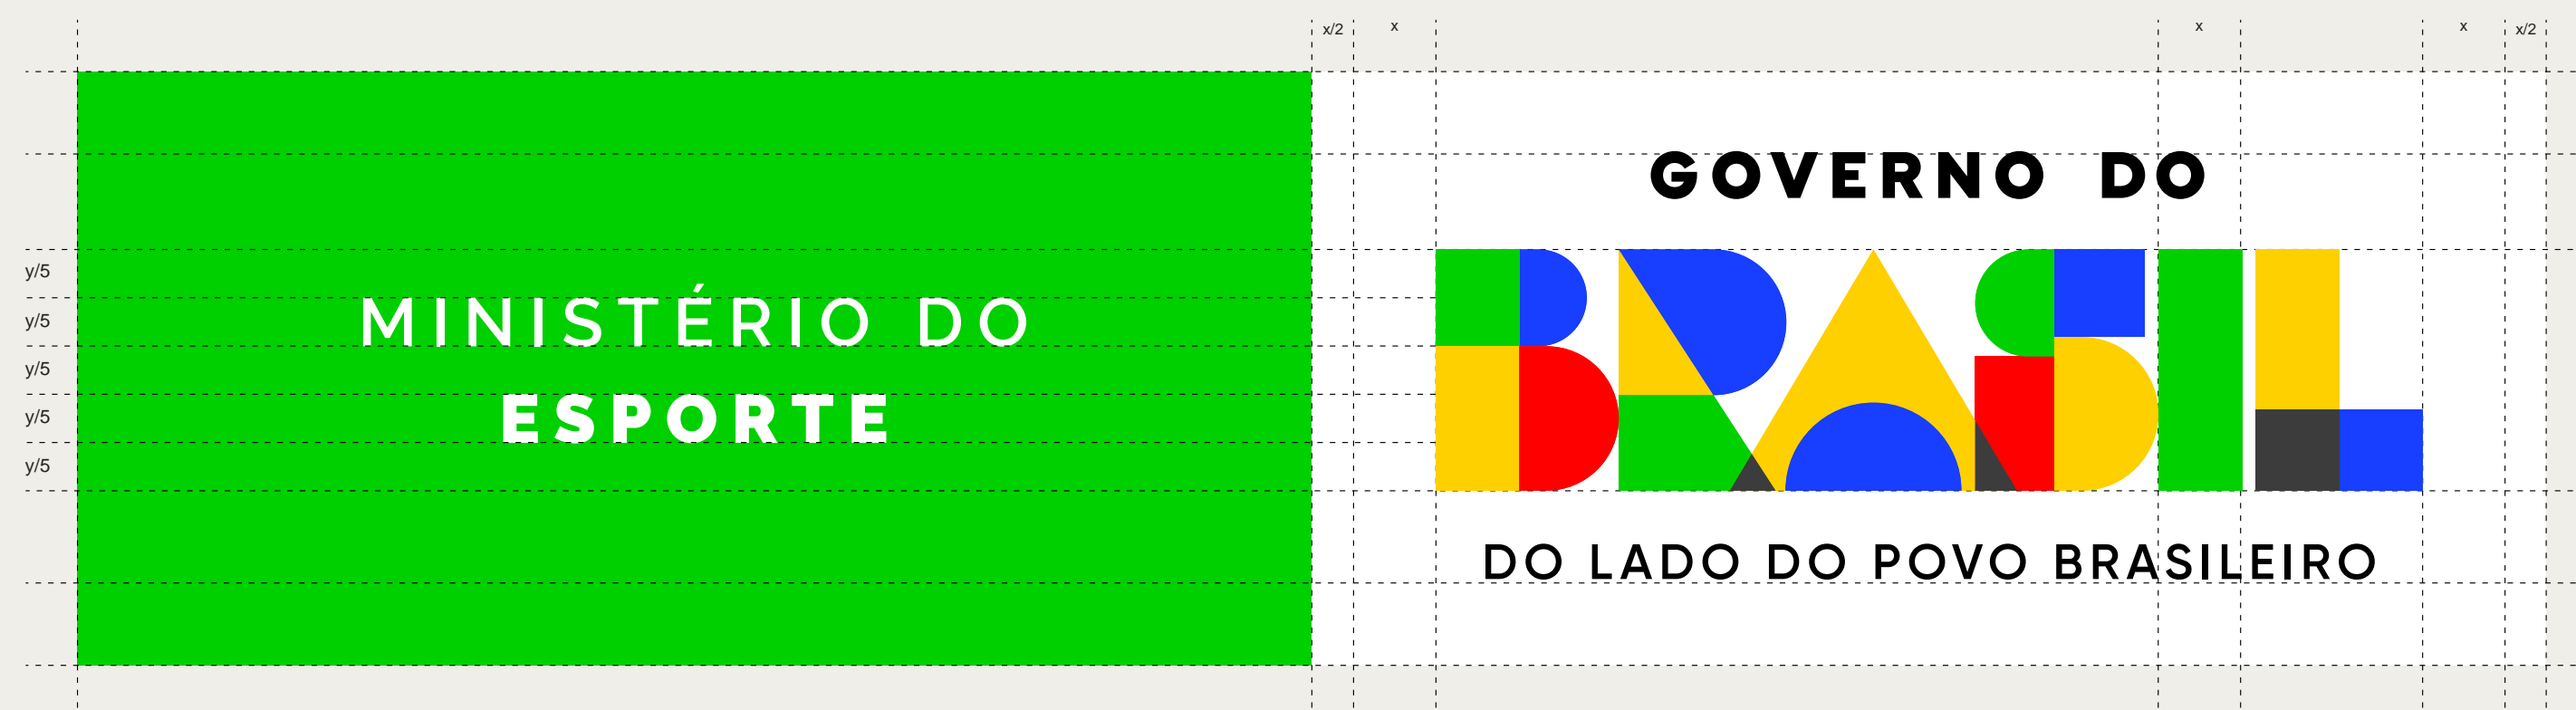 x/2 x x x x/2
y/5
y/5
y/5
y/5
y/5
MINISTÉRIO DO
ESPORTE
GOVERNO DO
BRASIL
DO LADO DO POVO BRASILEIRO